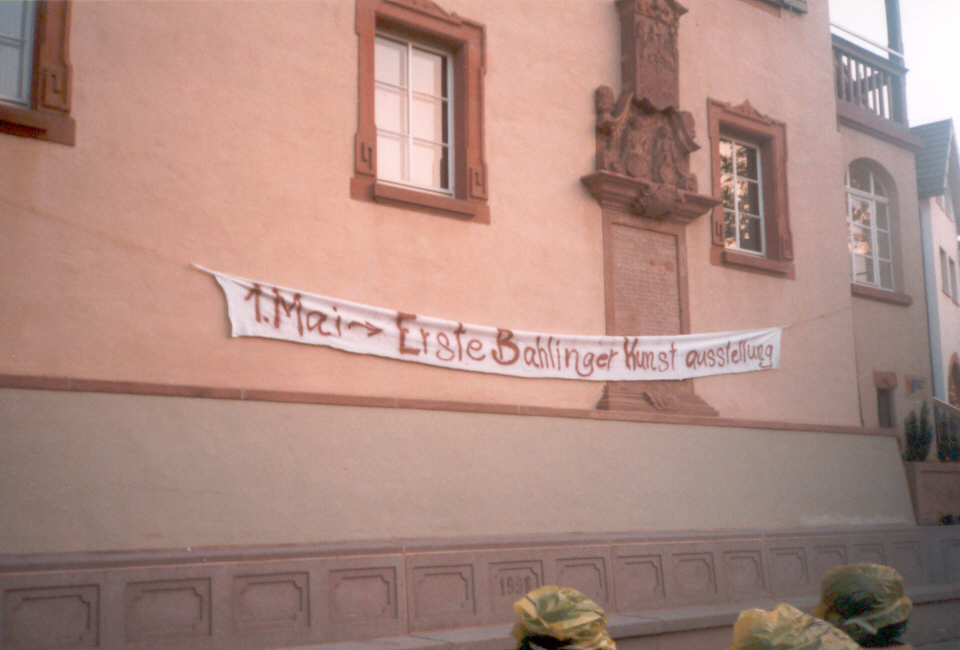 1. Mai → Erste Bahlinger Kunst ausstellung